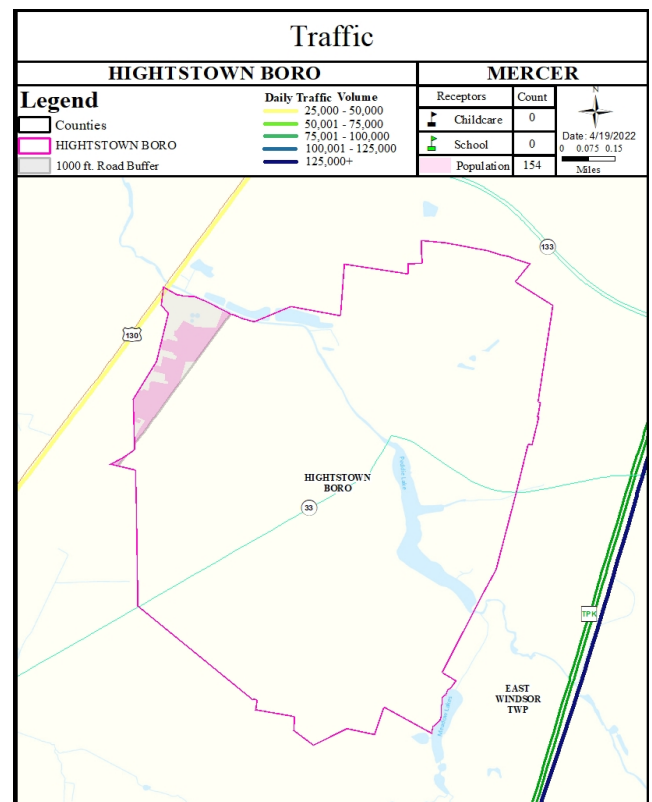 Traffic
HIGHTSTOWN BORO
MERCER
Legend
Counties
HIGHTSTOWN BORO
1000 ft. Road Buffer
Daily Traffic Volume
25,000 - 50,000
50,001 - 75,000
75,001 - 100,000
100,001 - 125,000
125,000+
Receptors Count
Childcare 0
School 0
Population 154
N
Date: 4/19/2022
0 0.075 0.15
Miles
133
130
Peddie Lake
HIGHTSTOWN
BORO
33
TPK
EAST
WINDSOR
TWP